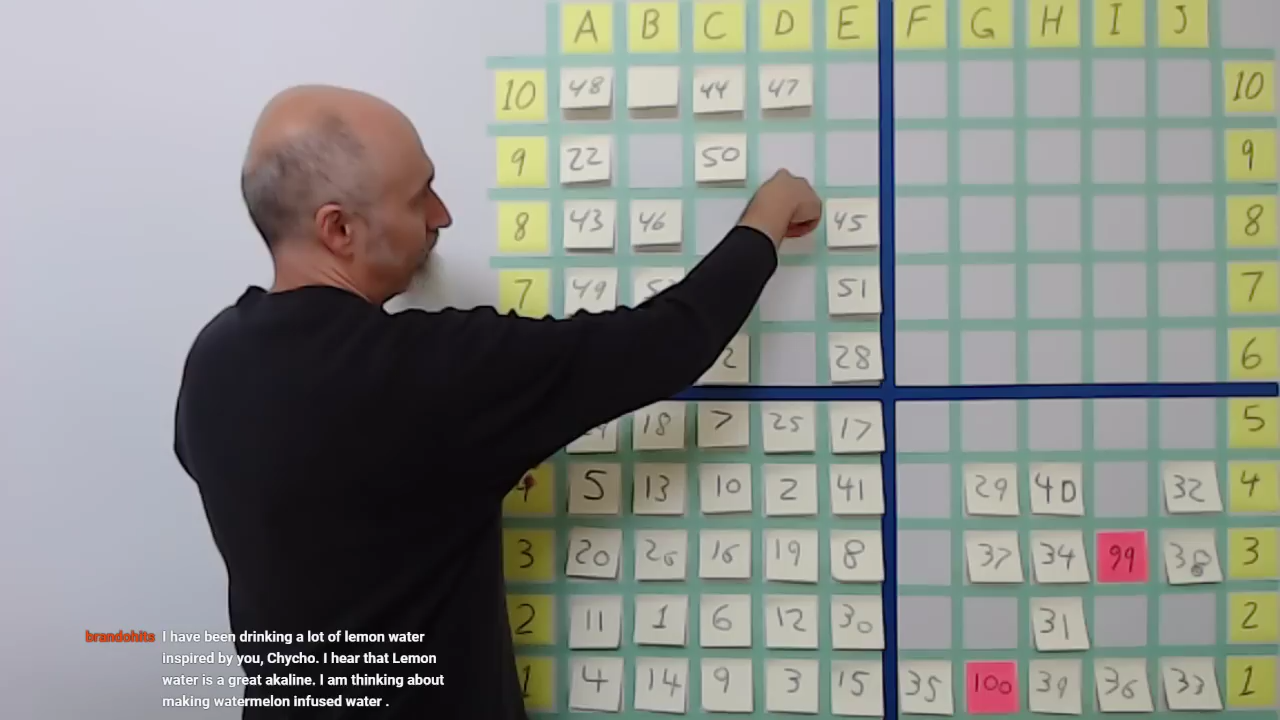 A B C D E F G H I J
10 48 44 47 10
9 22 50 9
8 43 46 45 8
7 49 51 7
2 28 6
18 7 25 17 5
5 13 10 2 41 29 40 32 4
3 20 26 16 19 8 37 34 99 38 3
2 11 1 6 12 30 31 2
1 4 14 9 3 15 35 100 39 36 33 1
brandohits I have been drinking a lot of lemon water
inspired by you, Chycho. I hear that Lemon
water is a great akaline. I am thinking about
making watermelon infused water .